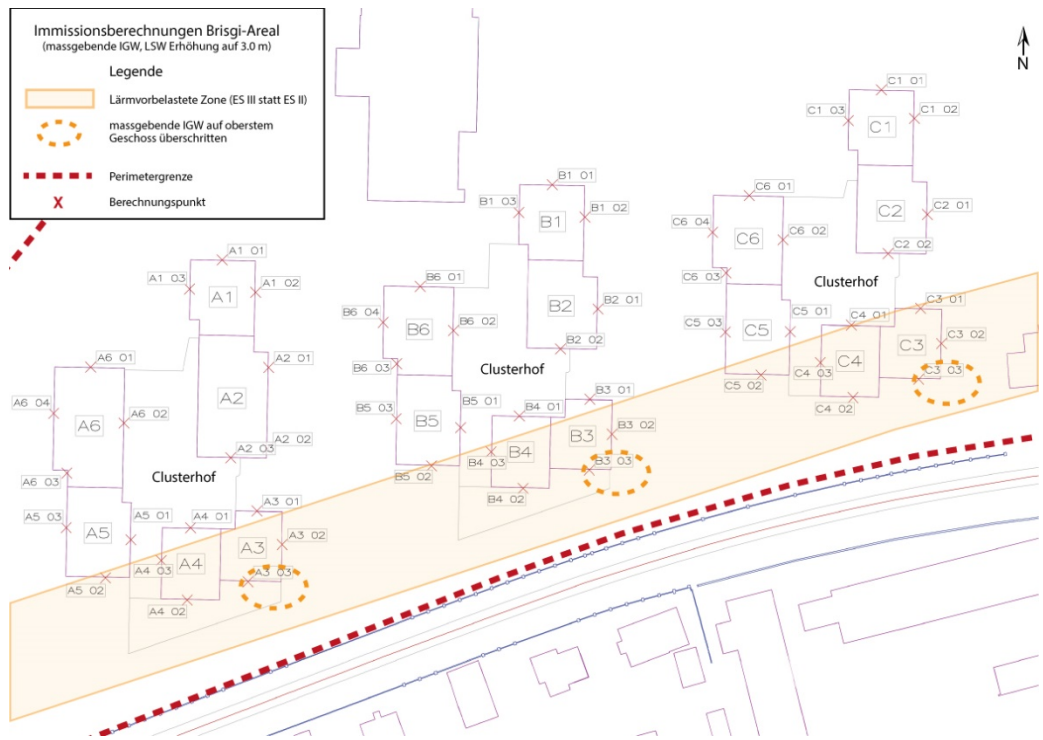 Immissionsberechnungen Brisgi-Areal
(massgebende IGW, LSW Erhöhung auf 3.0 m)
Legende
Lärmvorbelastete Zone (ES III statt ES II)
massgebende IGW auf oberstem
Geschoss überschritten
Perimetergrenze
X Berechnungspunkt
N
C1 01
C1 03
C1 02
C1
C2
C2 01
C2 02
C6 01
C6 04
C6 02
C6
C6 03
Clusterhof
C5 01
C5 03
C5
C5 02
C4 01
C4
C4 03
C4 02
C3 01
C3
C3 02
C3 03
B1 01
B1 03
B1 02
B1
B2
B2 01
B2 02
B6 01
B6 04
B6 02
B6
B6 03
Clusterhof
B5 01
B5 03
B5
B5 02
B4 01
B4
B4 03
B4 02
B3 01
B3
B3 02
B3 03
A1 01
A1 03
A1 02
A1
A2 01
A2
A2 02
A2 03
A6 01
A6 04
A6 02
A6
A6 03
Clusterhof
A5 01
A5 03
A5
A5 02
A4 01
A4
A4 03
A4 02
A3 01
A3
A3 02
A3 03